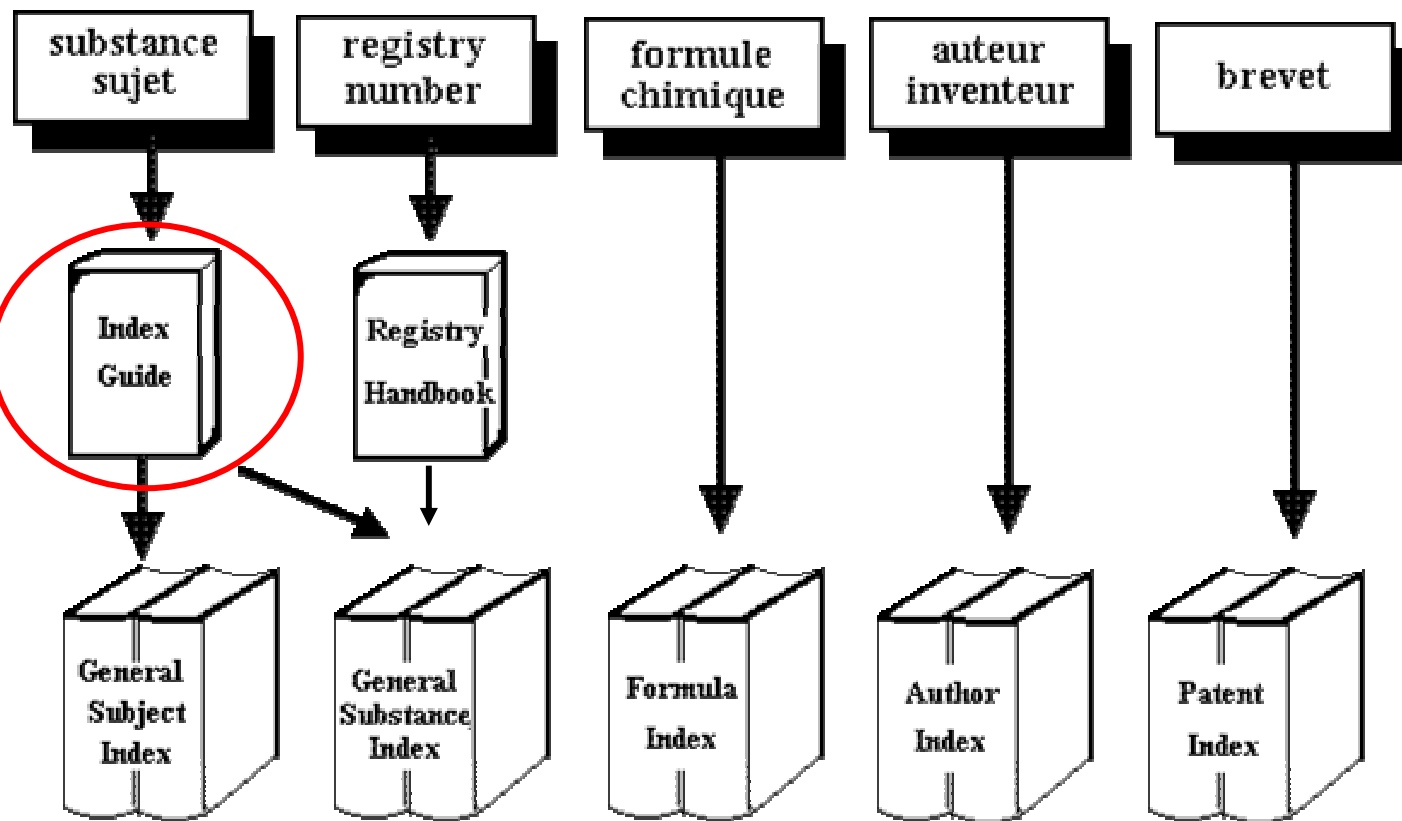 substance
sujet
registry
number
formule
chimique
auteur
inventeur
brevet
Index
Guide
Registry
Handbook
General
Subject
Index
General
Substance
Index
Formula
Index
Author
Index
Patent
Index